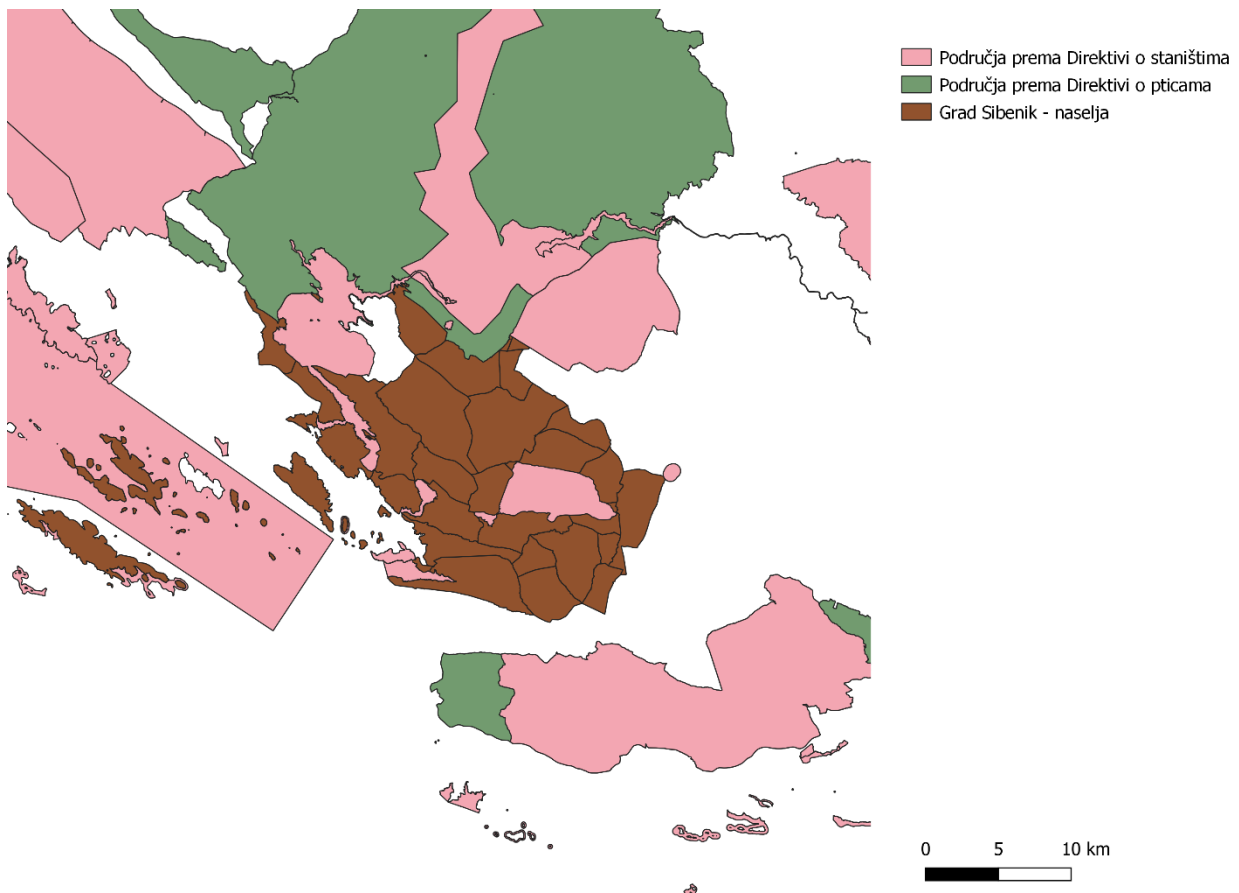 Područja prema Direktivi o staništima
Područja prema Direktivi o pticama
Grad Sibenik - naselja
0 5 10 km